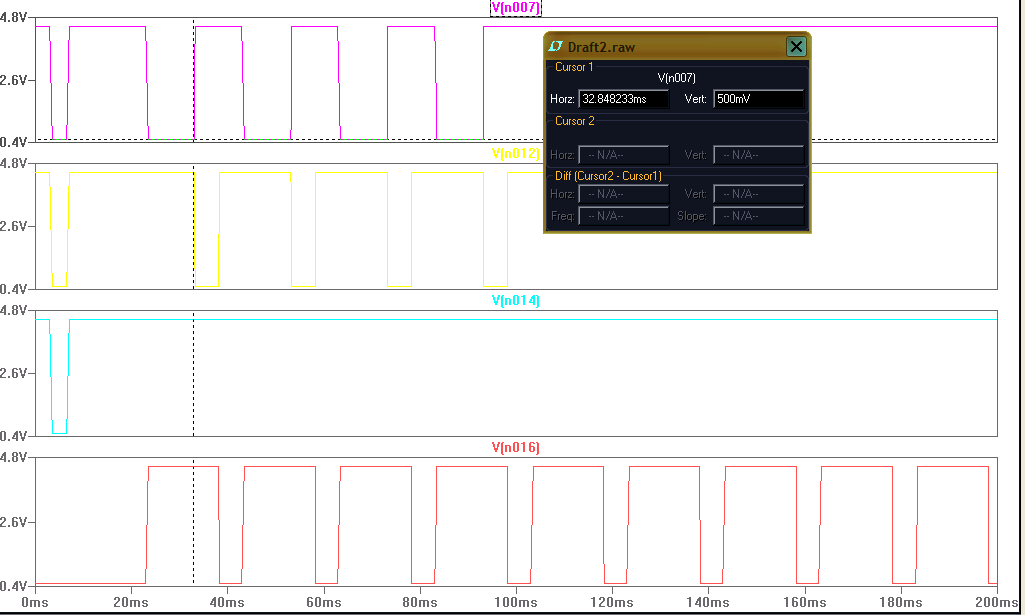 V(n007)
4.8V
2.6V
0.4V
Draft2.raw
Cursor 1
V(n007)
Horz: 32.848233ms Vert: 500mV
Cursor 2
Horz: -- N/A-- Vert: -- N/A--
Diff (Cursor2 - Cursor1)
Horz: -- N/A-- Vert: -- N/A--
Freq: -- N/A-- Slope: -- N/A--
V(n012)
4.8V
2.6V
0.4V
V(n014)
4.8V
2.6V
0.4V
V(n016)
4.8V
2.6V
0.4V
0ms 20ms 40ms 60ms 80ms 100ms 120ms 140ms 160ms 180ms 200ms